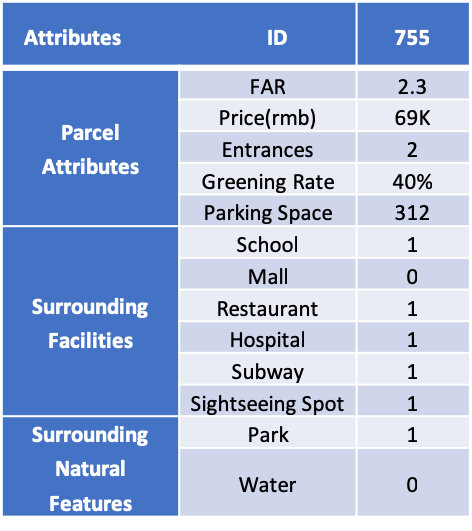 Attributes ID 755
Parcel Attributes
FAR 2.3
Price(rmb) 69K
Entrances 2
Greening Rate 40%
Parking Space 312
Surrounding Facilities
School 1
Mall 0
Restaurant 1
Hospital 1
Subway 1
Sightseeing Spot 1
Surrounding Natural Features
Park 1
Water 0